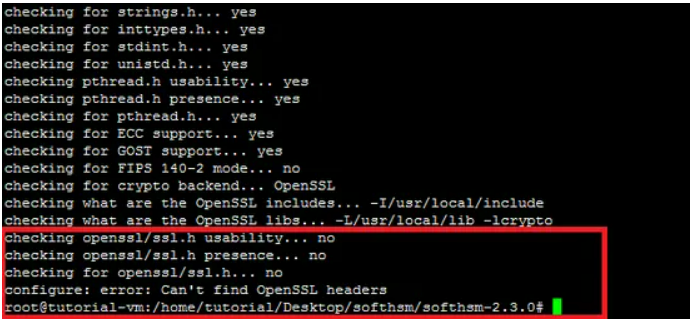 checking for strings.h... yes
checking for inttypes.h... yes
checking for stdint.h... yes
checking for unistd.h... yes
checking pthread.h usability... yes
checking pthread.h presence... yes
checking for pthread.h... yes
checking for ECC support... yes
checking for GOST support... yes
checking for FIPS 140-2 mode... no
checking for crypto backend... OpenSSL
checking what are the OpenSSL includes... -I/usr/local/include
checking what are the OpenSSL libs... -L/usr/local/lib -lcrypto
checking openssl/ssl.h usability... no
checking openssl/ssl.h presence... no
checking for openssl/ssl.h... no
configure: error: Can't find OpenSSL headers
root@tutorial-vm:/home/tutorial/Desktop/softhsm/softhsm-2.3.0#